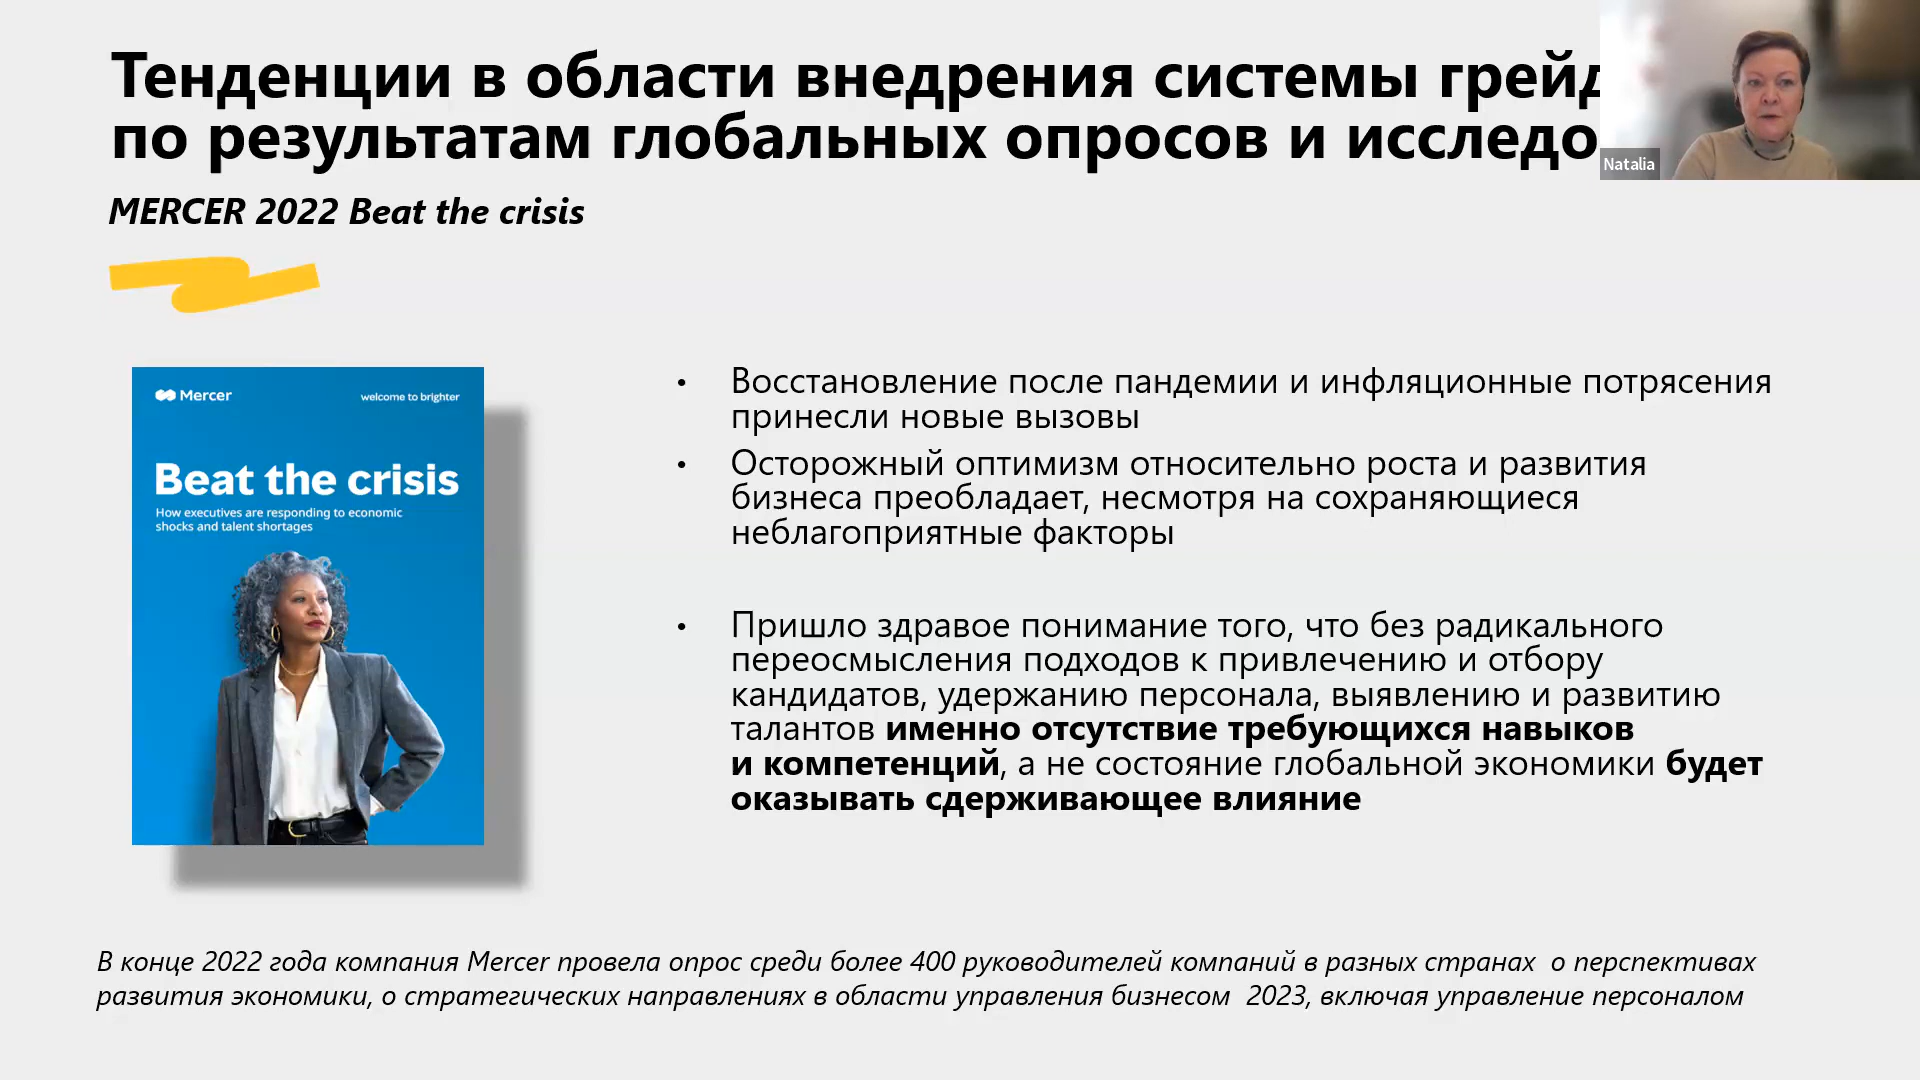 Тенденции в области внедрения системы грейд
по результатам глобальных опросов и исследо
Natalia
MERCER 2022 Beat the crisis
Mercer
welcome to brighter
Beat the crisis
How executives are responding to economic
shocks and talent shortages
• Восстановление после пандемии и инфляционные потрясения
принесли новые вызовы
• Осторожный оптимизм относительно роста и развития
бизнеса преобладает, несмотря на сохраняющиеся
неблагоприятные факторы
• Пришло здравое понимание того, что без радикального
переосмысления подходов к привлечению и отбору
кандидатов, удержанию персонала, выявлению и развитию
талантов именно отсутствие требующихся навыков
и компетенций, а не состояние глобальной экономики будет
оказывать сдерживающее влияние
В конце 2022 года компания Mercer провела опрос среди более 400 руководителей компаний в разных странах о перспективах
развития экономики, о стратегических направлениях в области управления бизнесом 2023, включая управление персоналом